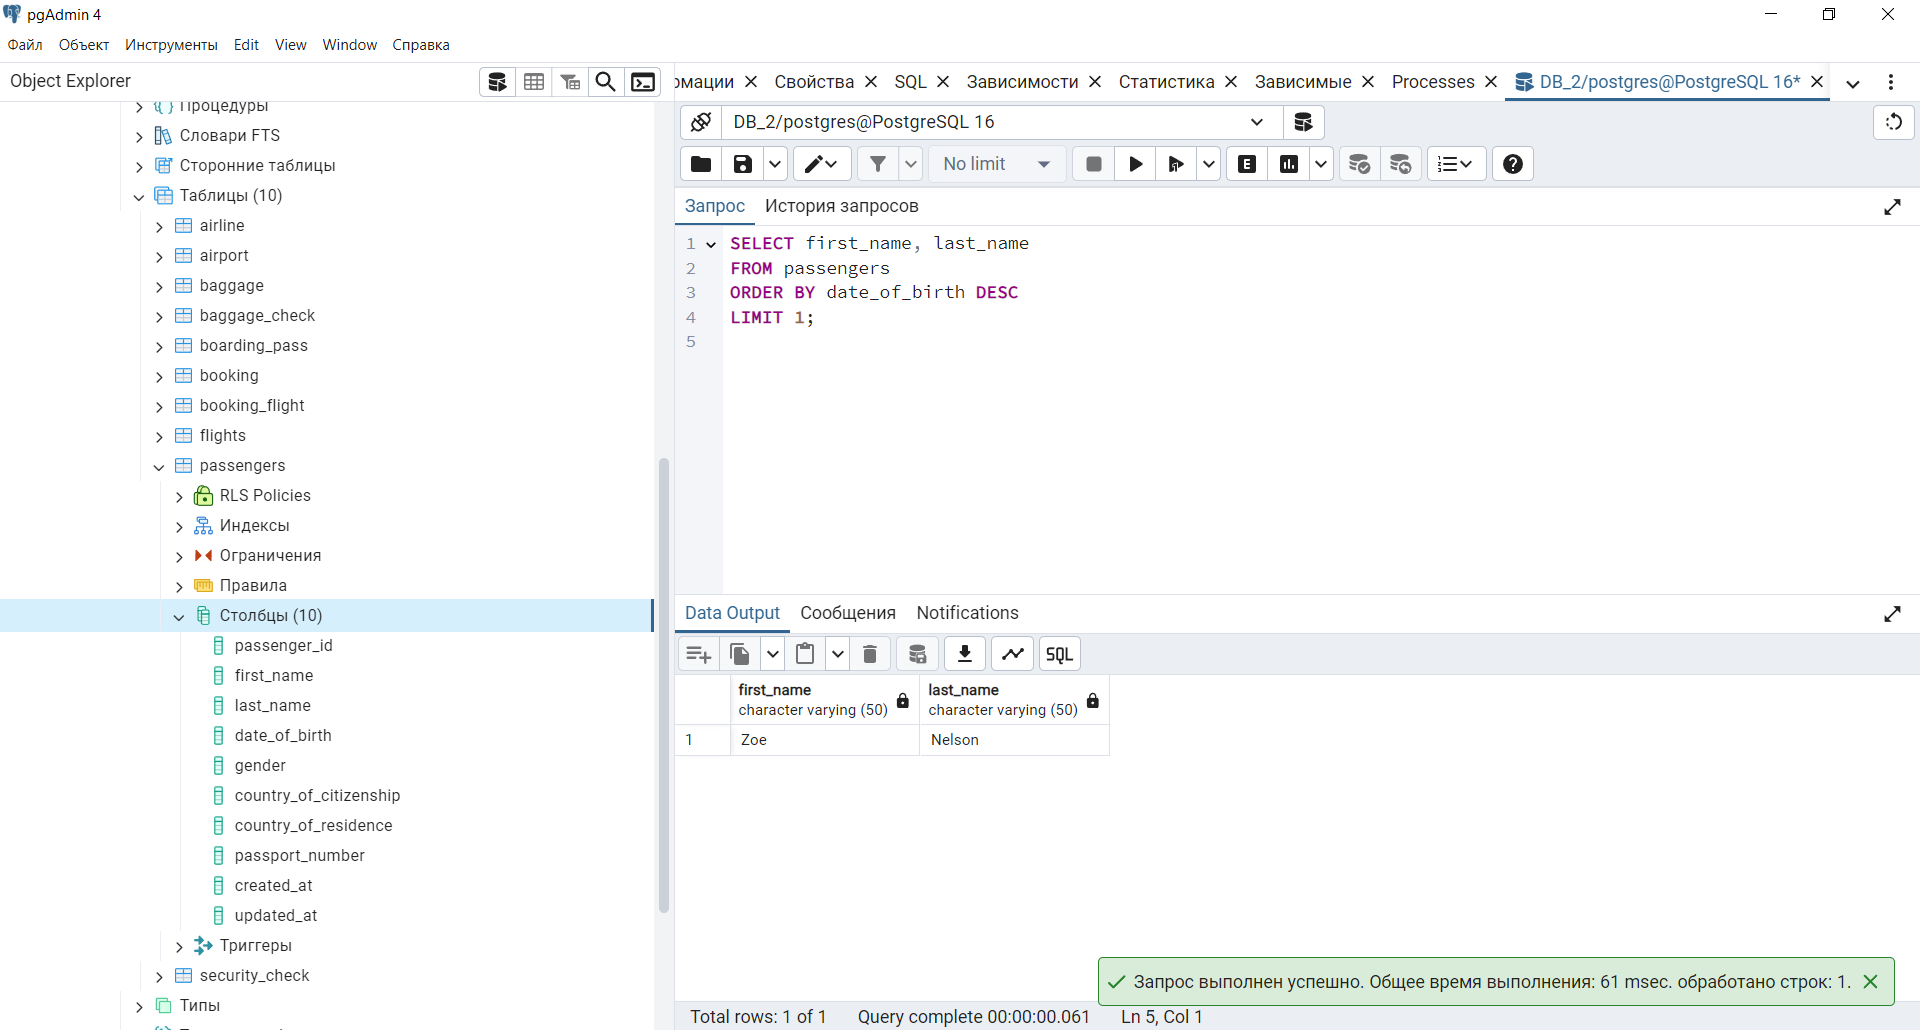 pgAdmin 4
Файл Объект Инструменты Edit View Window Справка
Object Explorer
Процедуры
Словари FTS
Сторонние таблицы
Таблицы (10)
airline
airport
baggage
baggage_check
boarding_pass
booking
booking_flight
flights
passengers
RLS Policies
Индексы
Ограничения
Правила
Столбцы (10)
passenger_id
first_name
last_name
date_of_birth
gender
country_of_citizenship
country_of_residence
passport_number
created_at
updated_at
Триггеры
security_check
Типы
рмации Свойства SQL Зависимости Статистика Зависимые Processes DB_2/postgres@PostgreSQL 16*
DB_2/postgres@PostgreSQL 16
No limit E
Запрос История запросов
1 SELECT first_name, last_name
2 FROM passengers
3 ORDER BY date_of_birth DESC
4 LIMIT 1;
5
Data Output Сообщения Notifications
SQL
first_name last_name
character varying (50) character varying (50)
1 Zoe Nelson
Запрос выполнен успешно. Общее время выполнения: 61 msec. обработано строк: 1.
Total rows: 1 of 1 Query complete 00:00:00.061 Ln 5, Col 1